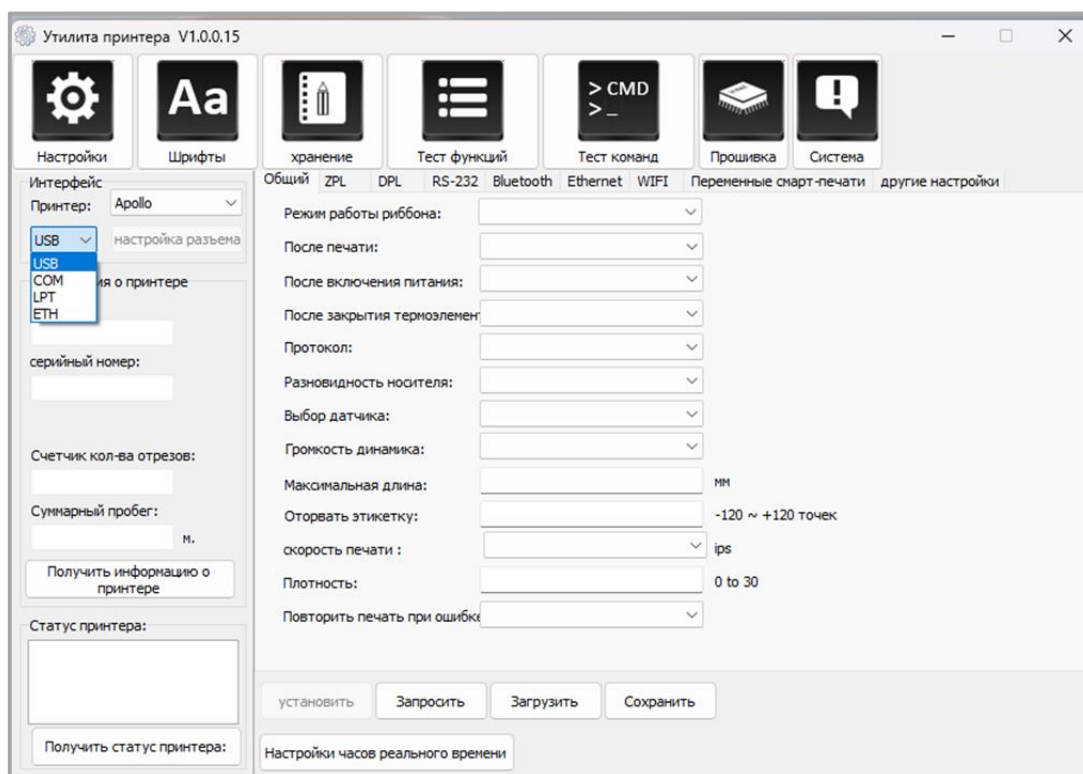 Утилита принтера V1.0.0.15
Aa
> CMD
>_
Настройки
Шрифты
хранение
Тест функций
Тест команд
Прошивка
Система
Интерфейс
Принтер:
Apollo
USB
настройка разъема
USB
COM
LPT
ETH
о принтере
серийный номер:
Счетчик кол-ва отрезов:
Суммарный пробег:
м.
Получить информацию о
принтере
Статус принтера:
Получить статус принтера:
Общий ZPL DPL RS-232 Bluetooth Ethernet WIFI Переменные смарт-печати другие настройки
Режим работы риббона:
После печати:
После включения питания:
После закрытия термоэлемен
Протокол:
Разновидность носителя:
Выбор датчика:
Громкость динамика:
Максимальная длина:
мм
Оторвать этикетку:
-120 ~ +120 точек
скорость печати :
ips
Плотность:
0 to 30
Повторить печать при ошибке
установить
Запросить
Загрузить
Сохранить
Настройки часов реального времени